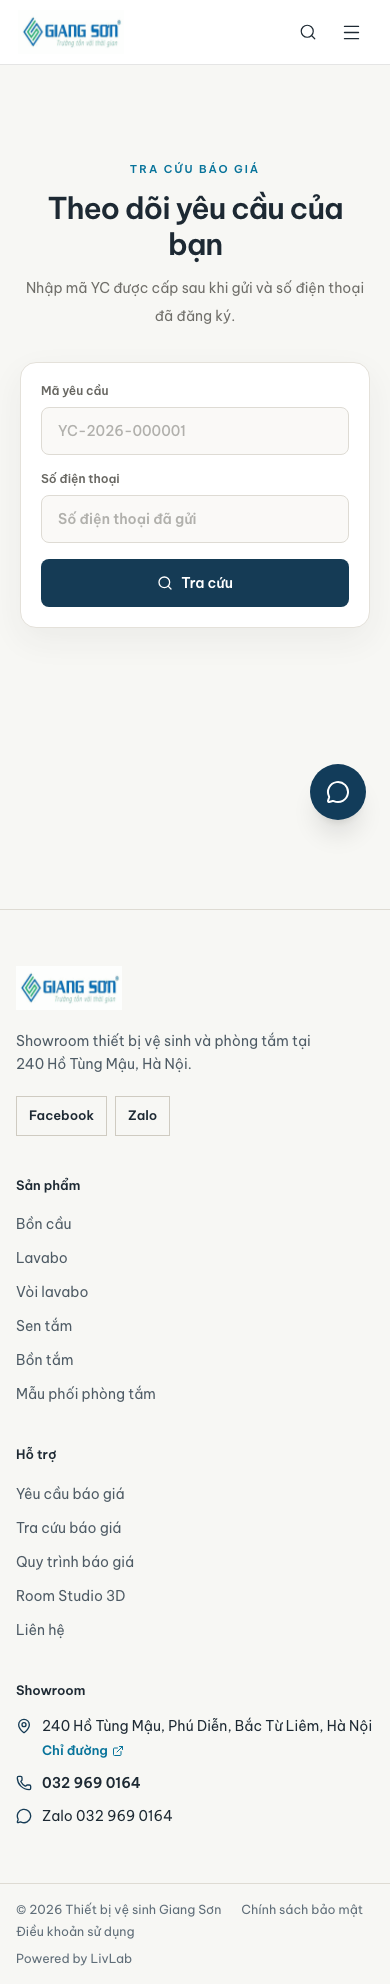 GIANG SƠN
Trường tồn với thời gian
TRA CỨU BÁO GIÁ
Theo dõi yêu cầu của
bạn
Nhập mã YC được cấp sau khi gửi và số điện thoại
đã đăng ký.
Mã yêu cầu
YC-2026-000001
Số điện thoại
Số điện thoại đã gửi
Tra cứu
GIANG SƠN
Trường tồn với thời gian
Showroom thiết bị vệ sinh và phòng tắm tại
240 Hồ Tùng Mậu, Hà Nội.
Facebook Zalo
Sản phẩm
Bồn cầu
Lavabo
Vòi lavabo
Sen tắm
Bồn tắm
Mẫu phối phòng tắm
Hỗ trợ
Yêu cầu báo giá
Tra cứu báo giá
Quy trình báo giá
Room Studio 3D
Liên hệ
Showroom
240 Hồ Tùng Mậu, Phú Diễn, Bắc Từ Liêm, Hà Nội
Chỉ đường
032 969 0164
Zalo 032 969 0164
© 2026 Thiết bị vệ sinh Giang Sơn Chính sách bảo mật
Điều khoản sử dụng
Powered by LivLab